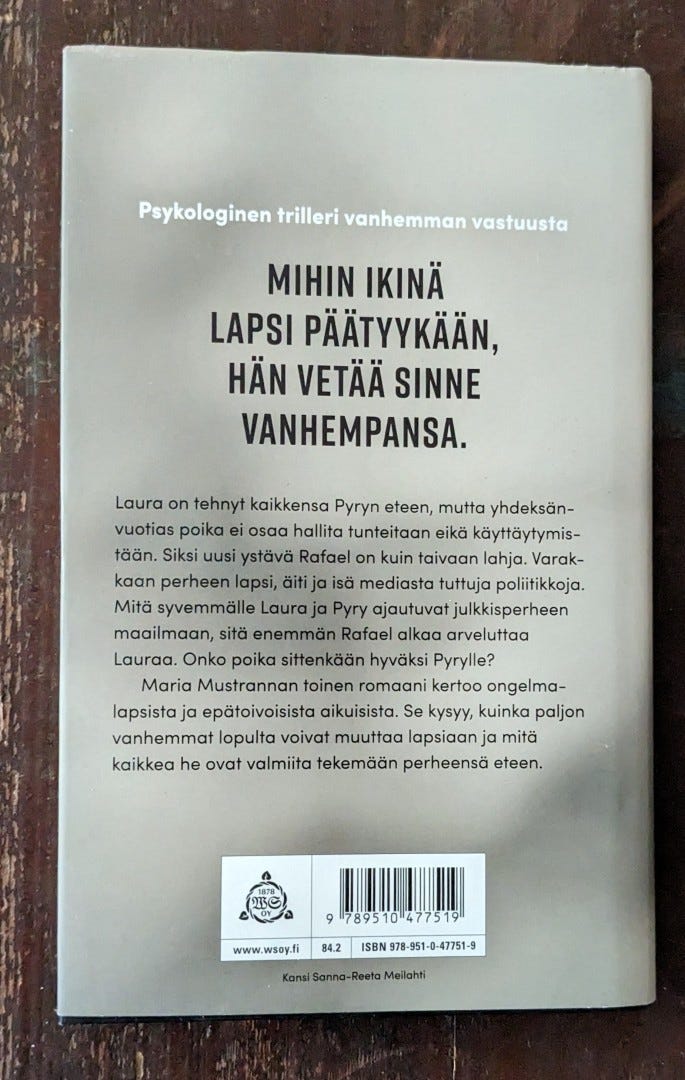 Psykologinen trilleri vanhemman vastuusta
MIHIN IKINÄ
LAPSI PÄÄTYYKÄÄN,
HÄN VETÄÄ SINNE
VANHEMPANSA.
Laura on tehnyt kaikkensa Pyryn eteen, mutta yhdeksän-
vuotias poika ei osaa hallita tunteitaan eikä käyttäytymis-
tään. Siksi uusi ystävä Rafael on kuin taivaan lahja. Varak-
kaan perheen lapsi, äiti ja isä mediasta tuttuja poliitikkoja.
Mitä syvemmälle Laura ja Pyry ajautuvat julkkisperheen
maailmaan, sitä enemmän Rafael alkaa arveluttaa
Lauraa. Onko poika sittenkään hyväksi Pyrylle?
Maria Mustrannan toinen romaani kertoo ongelma-
lapsista ja epätoivoisista aikuisista. Se kysyy, kuinka paljon
vanhemmat lopulta voivat muuttaa lapsiaan ja mitä
kaikkea he ovat valmiita tekemään perheensä eteen.
1878
WS
OY
9 789510 477519
www.wsoy.fi
84.2
ISBN 978-951-0-47751-9
Kansi Sanna-Reeta Meilahti